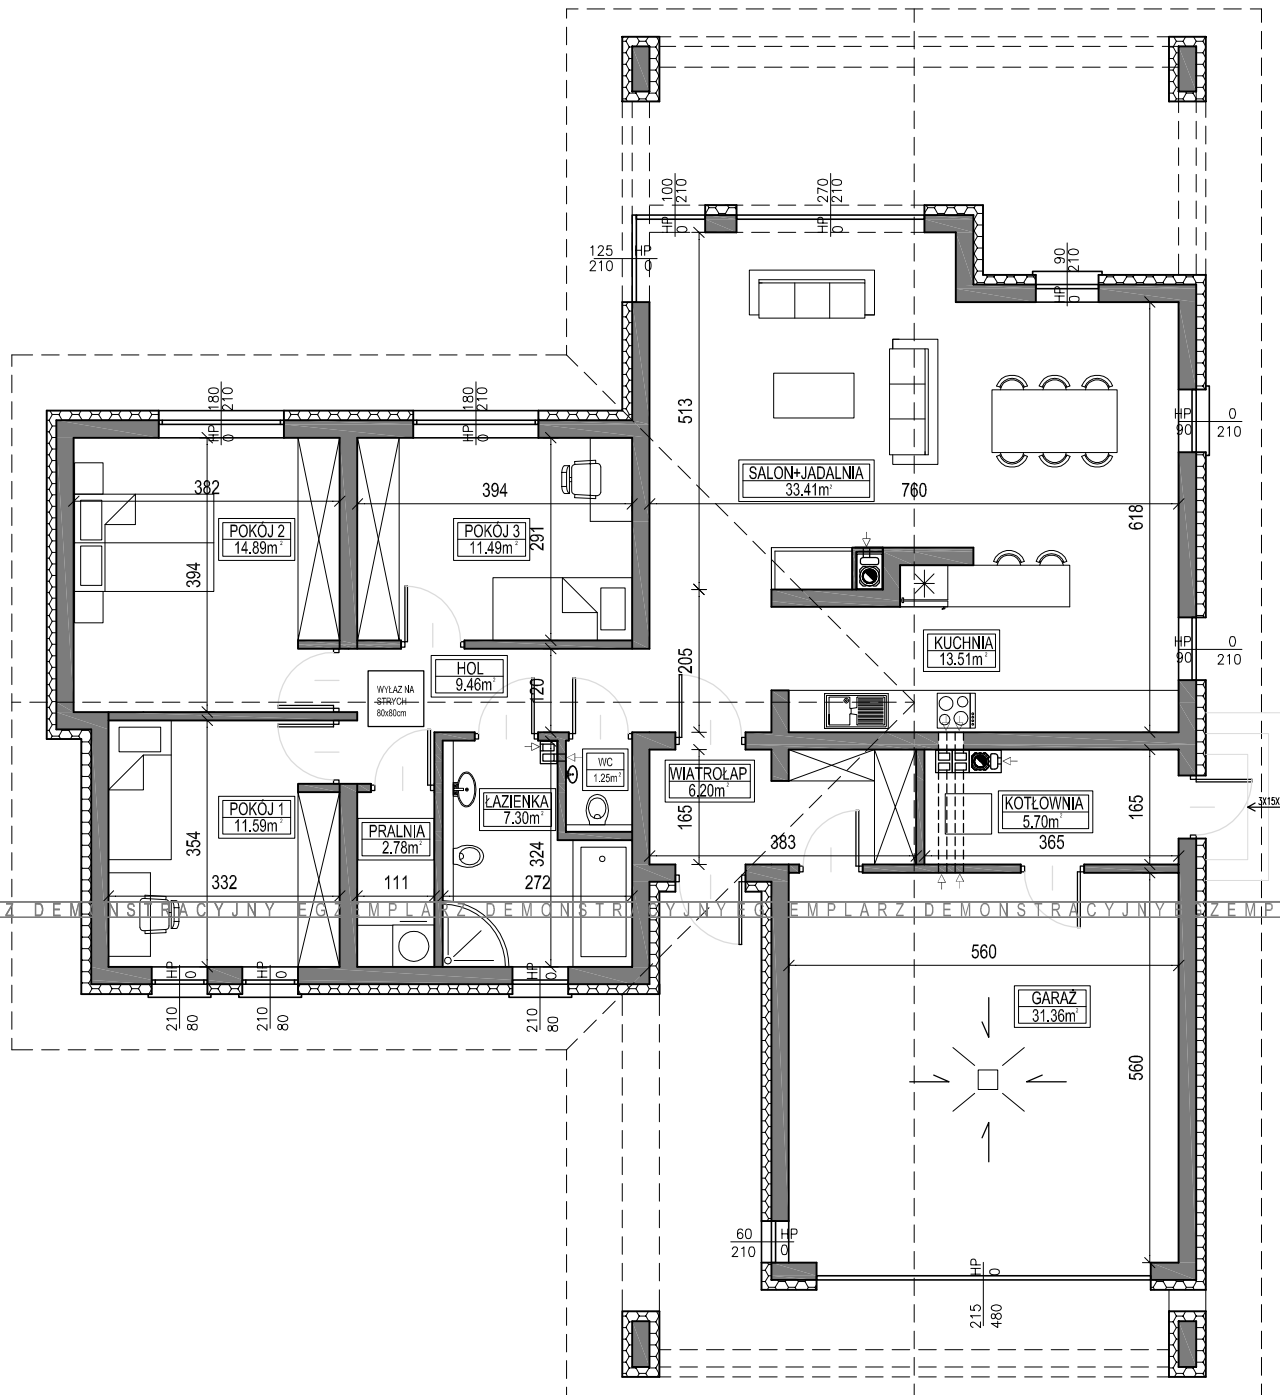 100
210
HP
0
270
210
HP
0
90
210
HP
0
125 HP
210 0
180
210
HP
0
180
210
HP
0
HP 0
90 210
513
382
394
SALON+JADALNIA
33.41m²
760
618
POKÓJ 2
14.89m²
POKÓJ 3
11.49m²
291
394
KUCHNIA
13.51m²
HP 0
90 210
HOL
9.46m²
205
120
WYŁAZ NA
STRYCH
80x80cm
WC
1.25m²
WIATROŁAP
6.20m²
POKÓJ 1
11.59m²
ŁAZIENKA
7.30m²
KOTŁOWNIA
5.70m²
3X15X
PRALNIA
2.78m²
165
165
354
324
383
365
332
111
272
Z DEMONSTRACYJNY EGZEMPLARZ DEMONSTRACYJNY EGZEMPLARZ DEMONSTRACYJNY EGZEMP
560
HP
0
210
80
HP
0
210
80
HP
0
210
80
GARAŻ
31.36m²
560
60 HP
210 0
HP
0
215
480